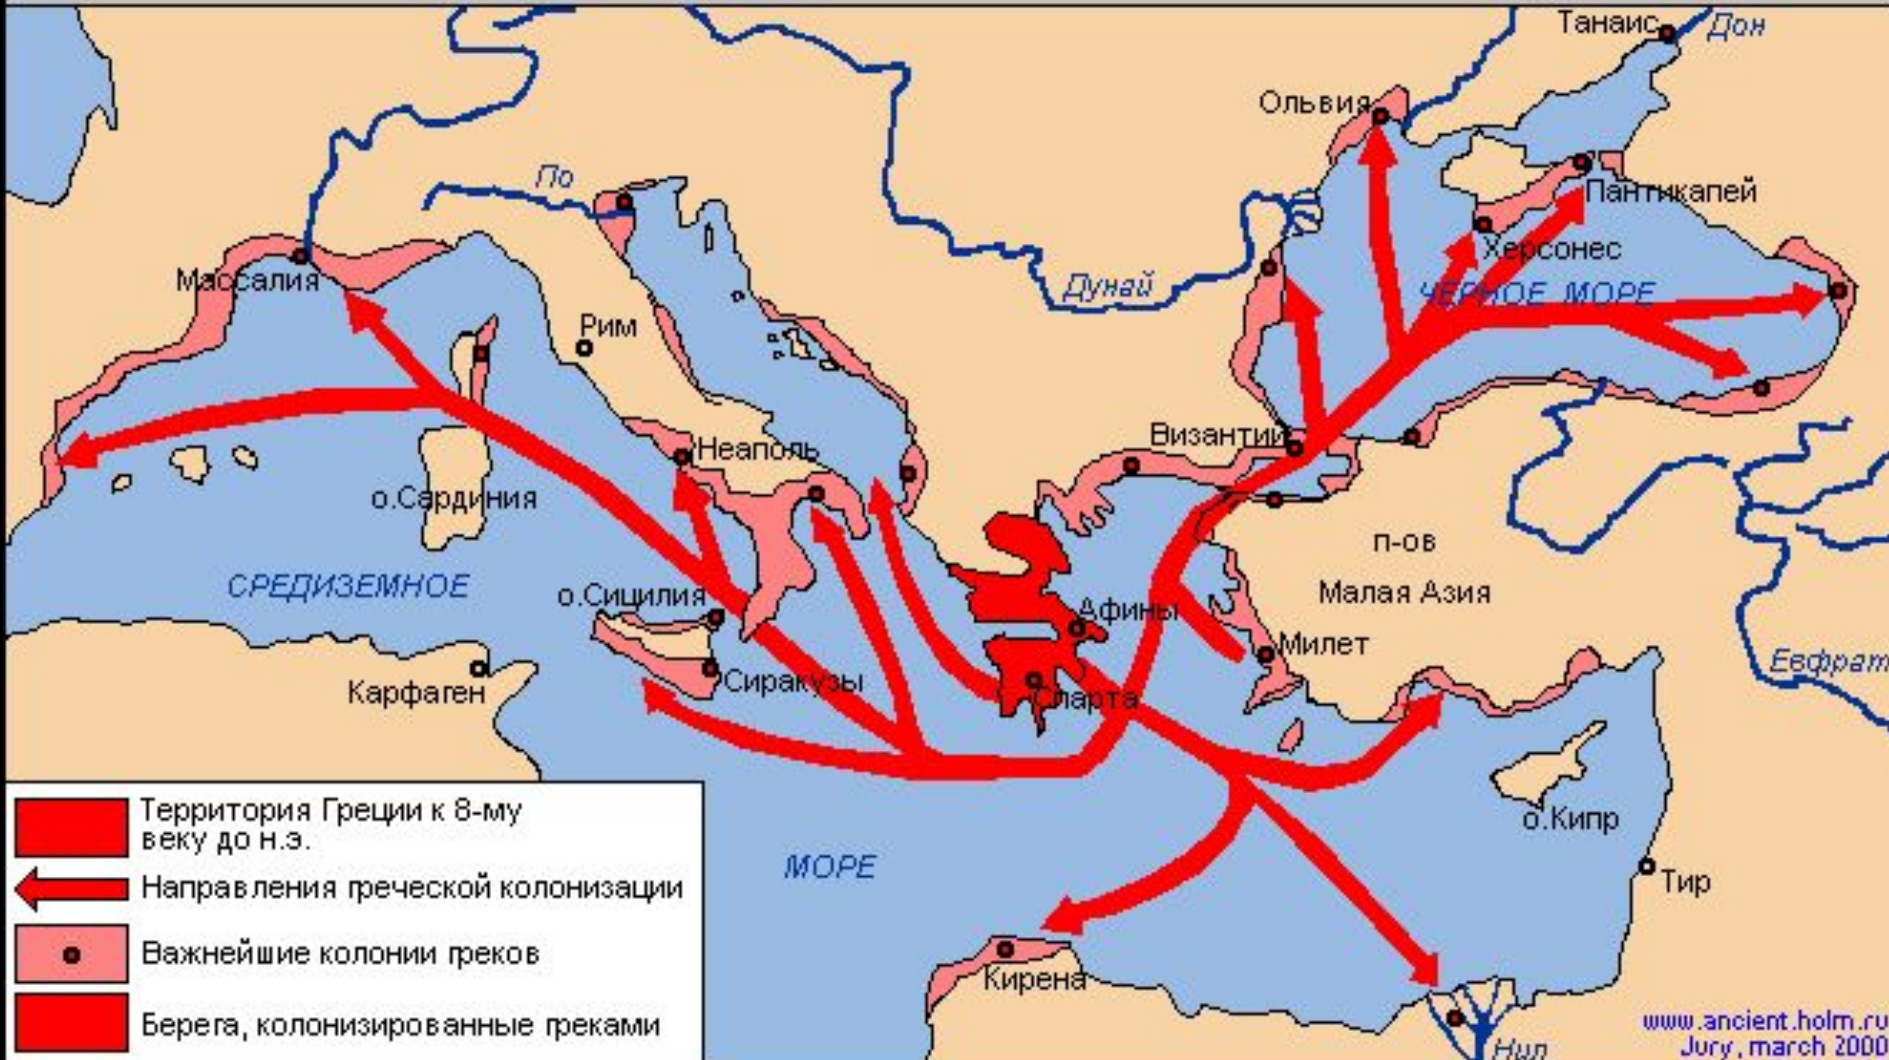 Танаис
Дон
Ольвия
По
Пантикапей
Массалия
Херсонес
Дунай
ЧЕРНОЕ МОРЕ
Рим
Византий
Неаполь
о.Сардиния
п-ов
Малая Азия
СРЕДИЗЕМНОЕ
о.Сицилия
Афины
Милет
Евфрат
Карфаген
Сиракузы
Спарта
о.Кипр
МОРЕ
Тир
Кирена
Нил
Территория Греции к 8-му
веку до н.э.
Направления греческой колонизации
Важнейшие колонии греков
Берега, колонизированные греками
www.ancient.holm.ru
Jury, march 2000